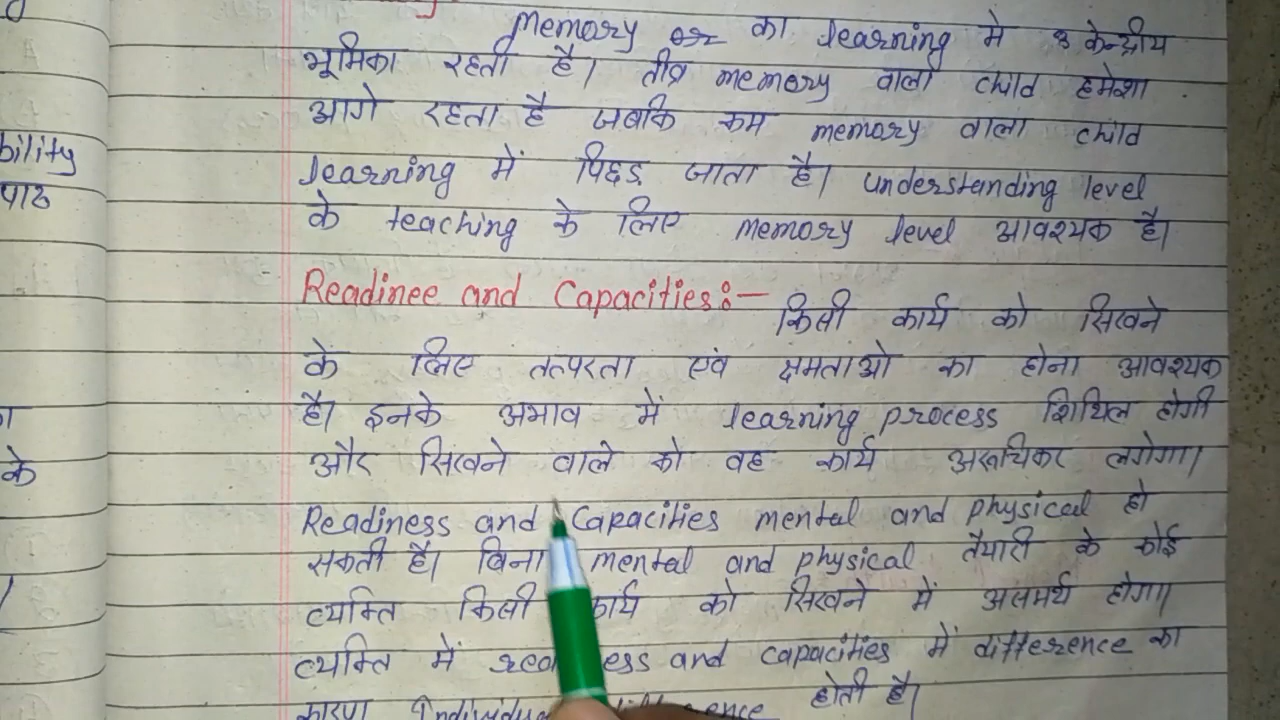 bility
पाठ
के
Memory का learning मे केन्द्रीय
भूमिका रहती है। तीव्र memory वाला child हमेशा
आगे रहता है जबकि कम memory वाला child
learning में पिछड़ जाता है। understanding level
के teaching के लिए memory level आवश्यक है।
Readinee and Capacities:-
किसी कार्य को सिखने
के लिए तत्परता एवं क्षमताओ का होना आवश्यक
है। इनके अभाव में learning process शिथिल होगी
और सिखने वाले को वह कार्य अरूचिकर लगेगा।
Readiness and Capacities mental and physical हो
सकती है। बिना mental and physical तैयारी के कोई
व्यक्ति किसी कार्य को सिखने में असमर्थ होगा।
व्यक्ति में readiness and capacities में difference का
कारण होती है।